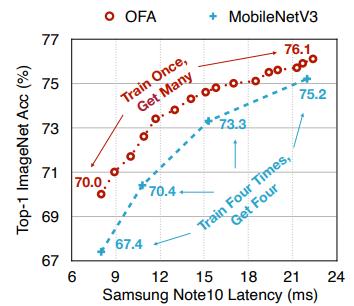 OFA
MobileNetV3
77
75
73
71
69
67
Top-1 ImageNet Acc (%)
Train Once,
Get Many
76.1
75.2
73.3
70.0
70.4
67.4
Train Four Times,
Get Four
6
9
12
15
18
21
24
Samsung Note10 Latency (ms)